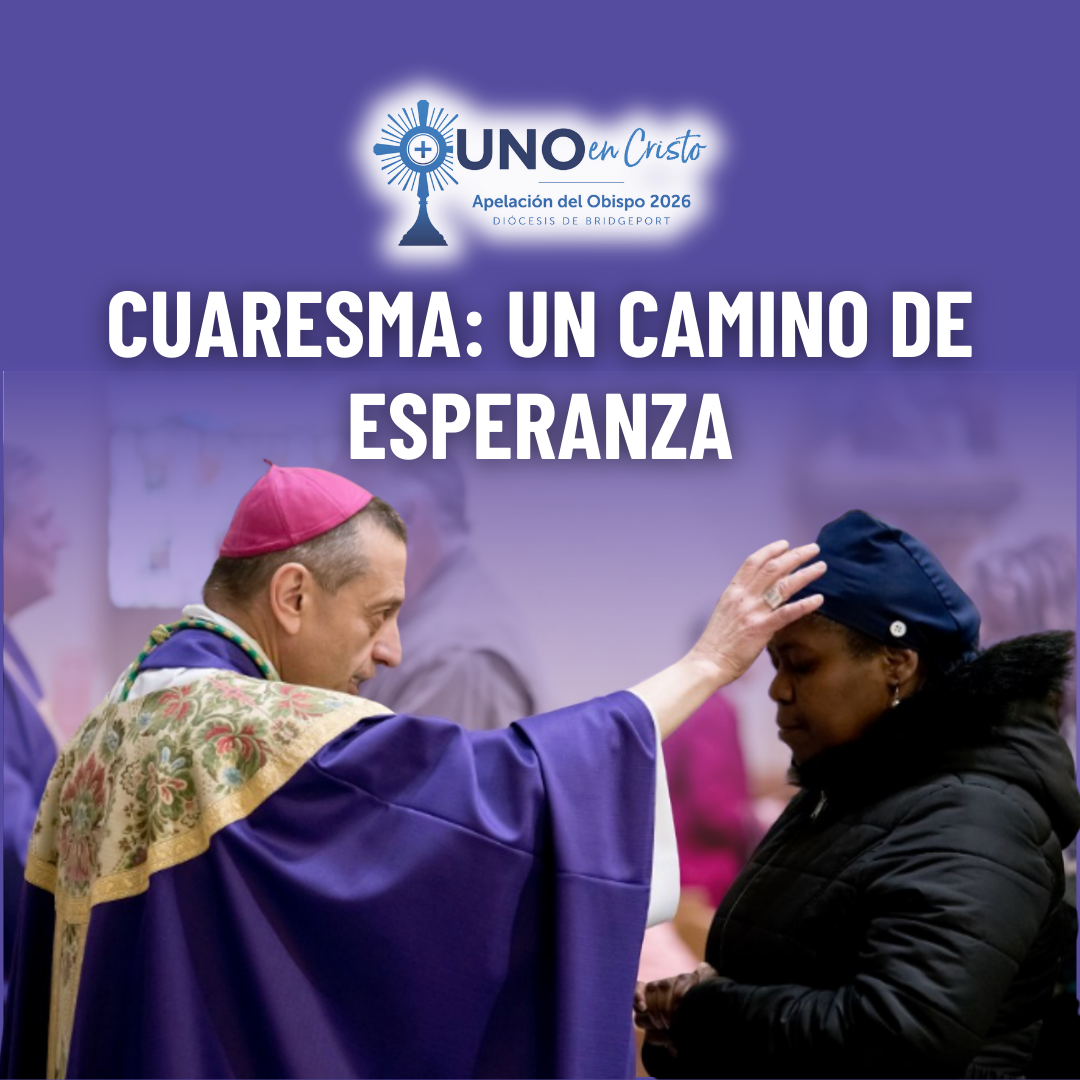 UNO en Cristo
Apelación del Obispo 2026
DIÓCESIS DE BRIDGEPORT
CUARESMA: UN CAMINO DE
ESPERANZA